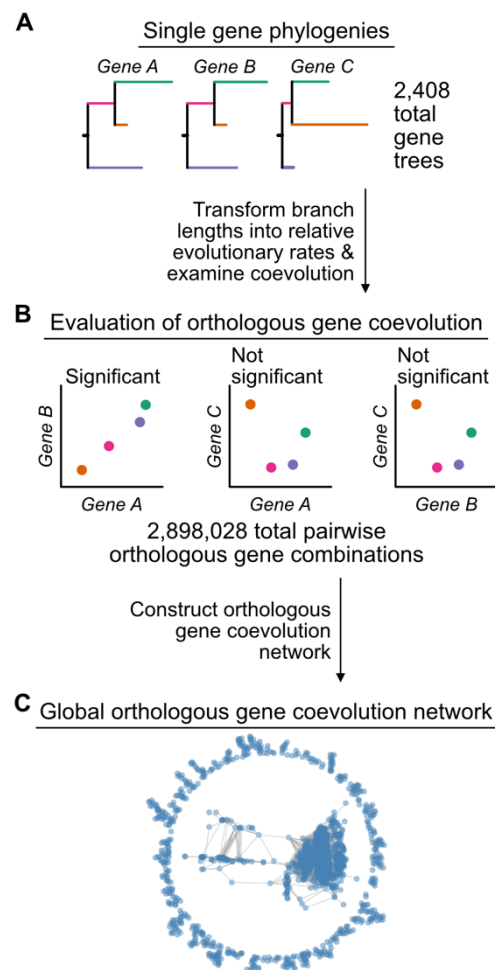 A
Single gene phylogenies
Gene A Gene B Gene C
2,408
total
gene
trees
Transform branch
lengths into relative
evolutionary rates &
examine coevolution
B
Evaluation of orthologous gene coevolution
Significant
Not
significant
Not
significant
Gene B
Gene A
Gene C
Gene A
Gene C
Gene B
2,898,028 total pairwise
orthologous gene combinations
Construct orthologous
gene coevolution
network
C
Global orthologous gene coevolution network